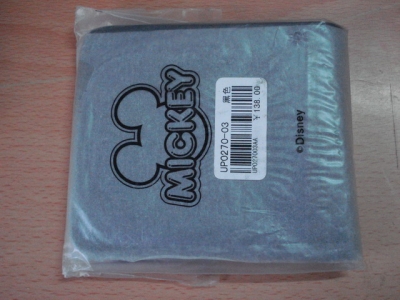 MICKEY
UP0270-03
黑色
¥138.00
©Disney